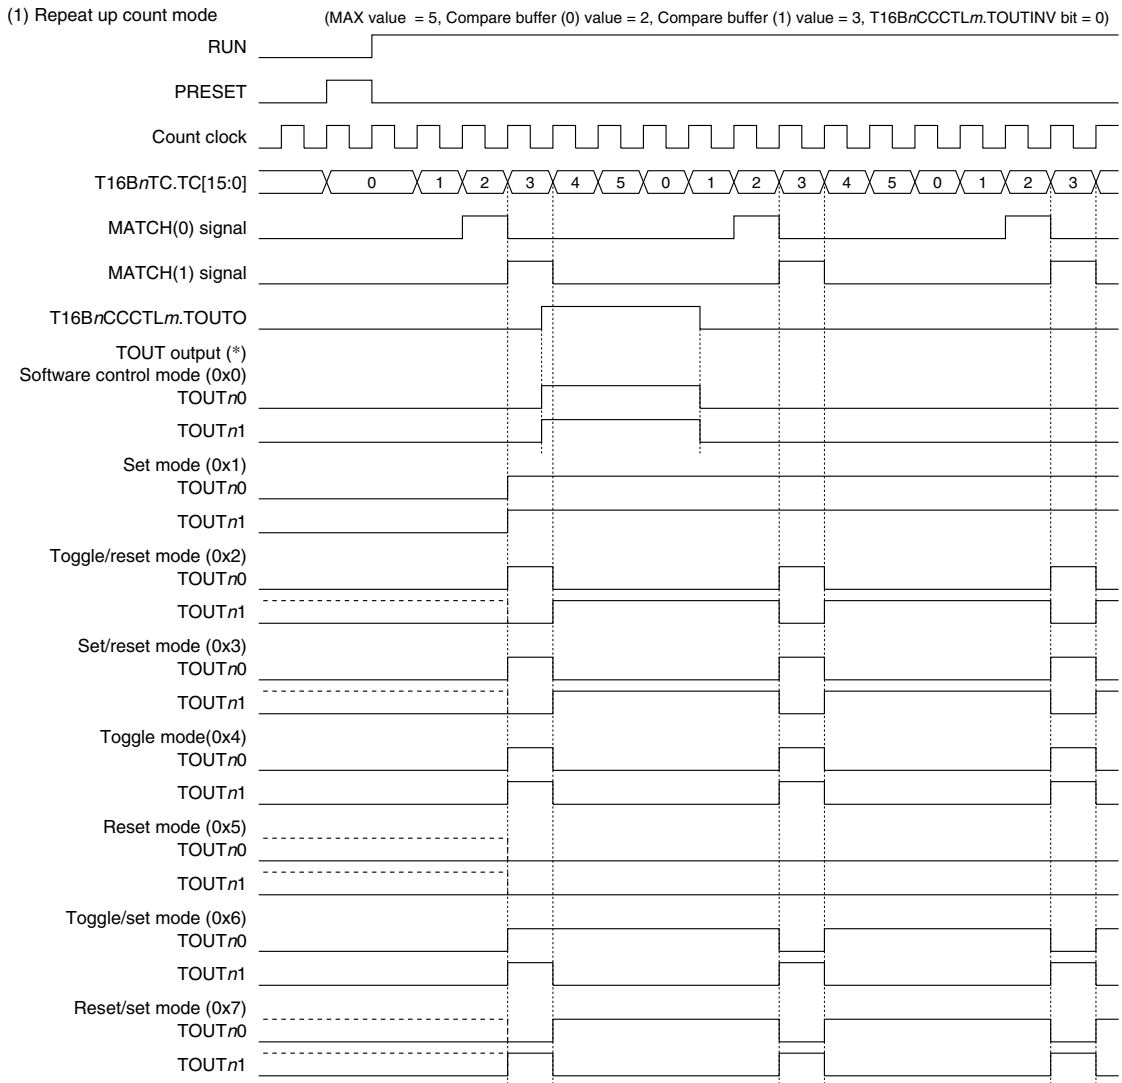 (1) Repeat up count mode (MAX value = 5, Compare buffer (0) value = 2, Compare buffer (1) value = 3, T16BnCCCTLm.TOUTINV bit = 0)
RUN
PRESET
Count clock
T16BnTC.TC[15:0] 0 1 2 3 4 5 0 1 2 3 4 5 0 1 2 3
MATCH(0) signal
MATCH(1) signal
T16BnCCCTLm.TOUTO
TOUT output (*)
Software control mode (0x0)
TOUTn0
TOUTn1
Set mode (0x1)
TOUTn0
TOUTn1
Toggle/reset mode (0x2)
TOUTn0
TOUTn1
Set/reset mode (0x3)
TOUTn0
TOUTn1
Toggle mode(0x4)
TOUTn0
TOUTn1
Reset mode (0x5)
TOUTn0
TOUTn1
Toggle/set mode (0x6)
TOUTn0
TOUTn1
Reset/set mode (0x7)
TOUTn0
TOUTn1